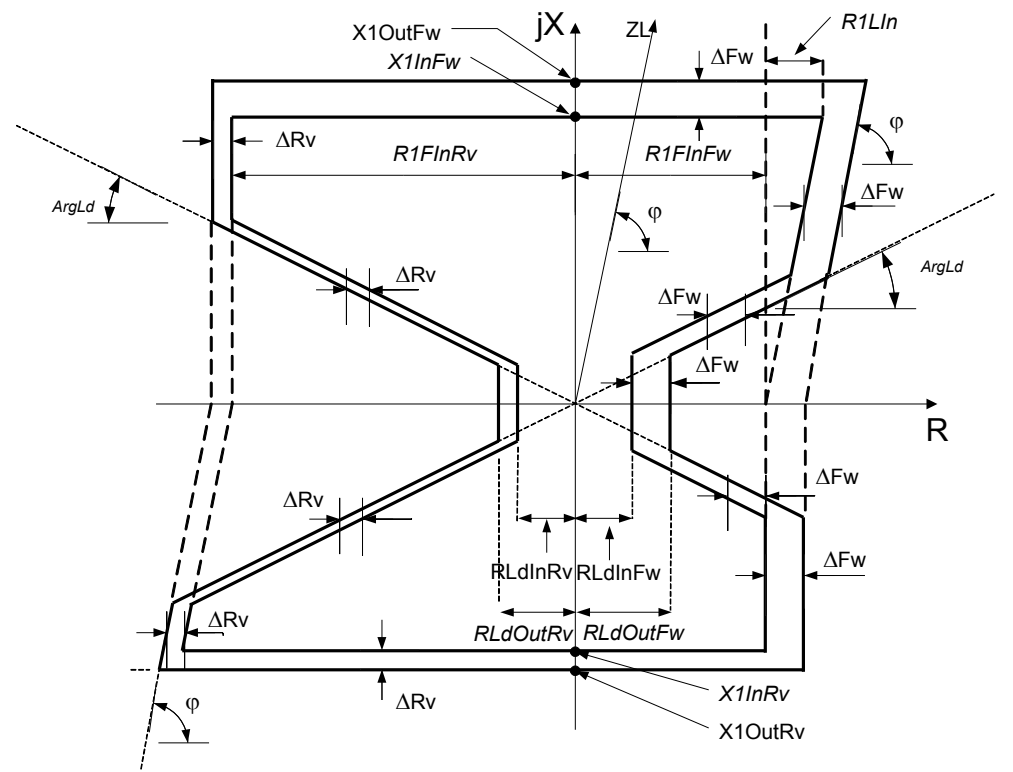 X1OutFw
jX
ZL
R1LIn
X1InFw
ΔFw
ΔRv
R1FInRv
R1FInFw
φ
ArgLd
ΔFw
φ
ArgLd
ΔRv
ΔFw
ΔFw
R
ΔRv
ΔFw
RLdInRv
RLdInFw
ΔFw
ΔRv
RLdOutRv
RLdOutFw
ΔRv
X1InRv
φ
X1OutRv